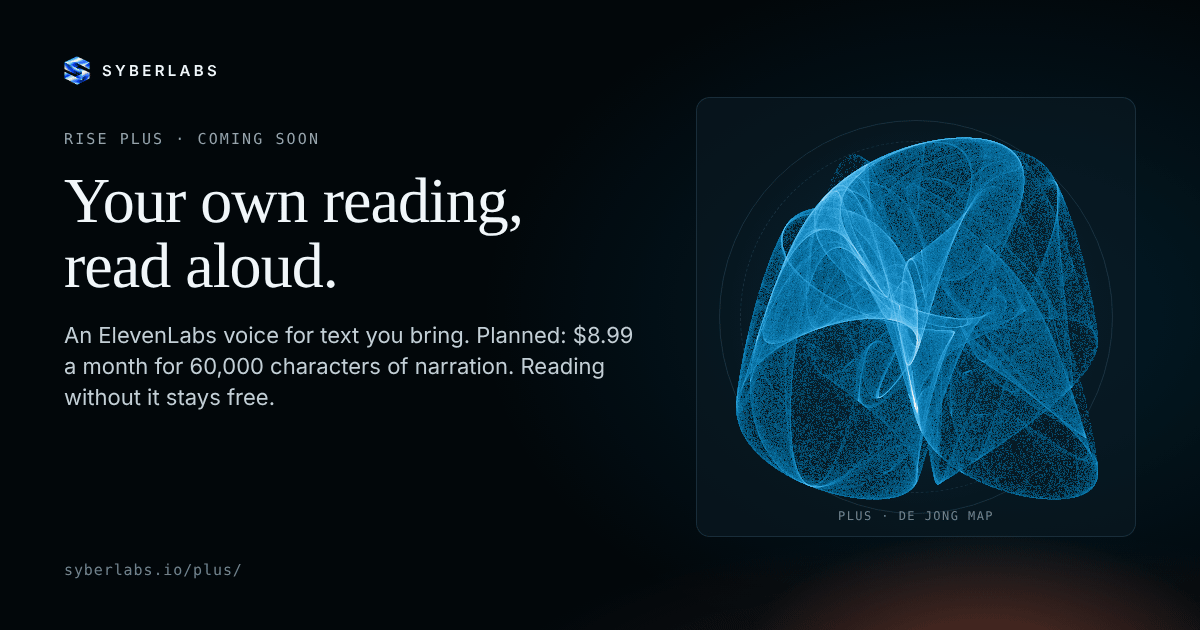 SYBERLABS
RISE PLUS · COMING SOON
Your own reading,
read aloud.
An ElevenLabs voice for text you bring. Planned: $8.99
a month for 60,000 characters of narration. Reading
without it stays free.
PLUS · DE JONG MAP
syberlabs.io/plus/